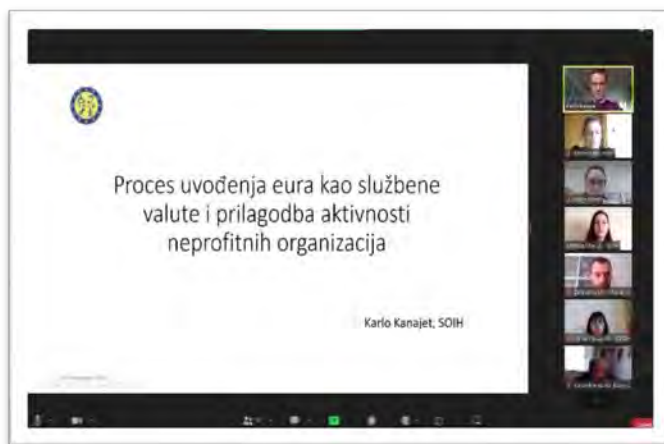 Proces uvođenja eura kao službene
valute i prilagodba aktivnosti
neprofitnih organizacija
Karlo Kanajet, SOIH